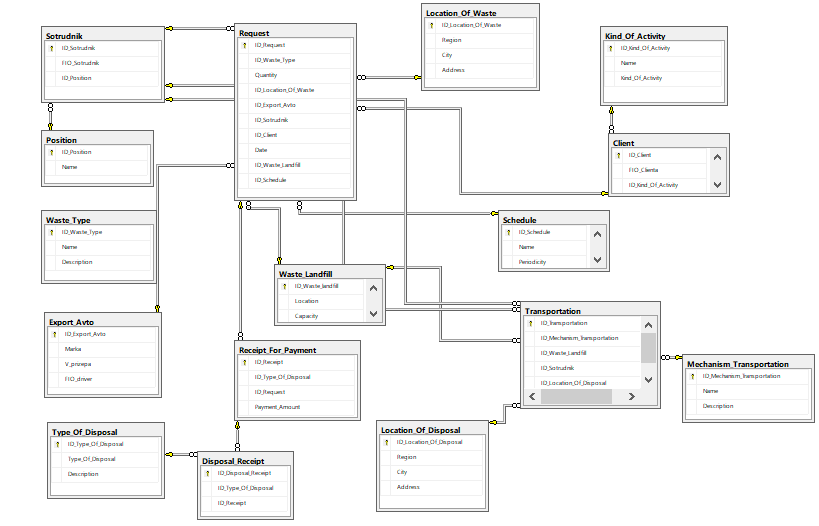 Sotrudnik
ID_Sotrudnik
FIO_Sotrudnik
ID_Position
Request
ID_Request
ID_Waste_Type
Quantity
ID_Location_Of_Waste
ID_Export_Avto
ID_Sotrudnik
ID_Client
Date
ID_Waste_Landfill
ID_Schedule
Location_Of_Waste
ID_Location_Of_Waste
Region
City
Address
Kind_Of_Activity
ID_Kind_Of_Activity
Name
Kind_Of_Activity
Position
ID_Position
Name
Client
ID_Client
FIO_Clienta
ID_Kind_Of_Activity
Waste_Type
ID_Waste_Type
Name
Description
Schedule
ID_Schedule
Name
Periodicity
Waste_Landfill
ID_Waste_landfill
Location
Capacity
Export_Avto
ID_Export_Avto
Marka
V_pruzepa
FIO_driver
Transportation
ID_Transportation
ID_Mechanism_Transportation
ID_Waste_Landfill
ID_Sotrudnik
ID_Location_Of_Disposal
Receipt_For_Payment
ID_Receipt
ID_Type_Of_Disposal
ID_Request
Payment_Amount
Mechanism_Transportation
ID_Mechanism_Transportation
Name
Description
Type_Of_Disposal
ID_Type_Of_Disposal
Type_Of_Disposal
Description
Location_Of_Disposal
ID_Location_Of_Disposal
Region
City
Address
Disposal_Receipt
ID_Disposal_Receipt
ID_Type_Of_Disposal
ID_Receipt